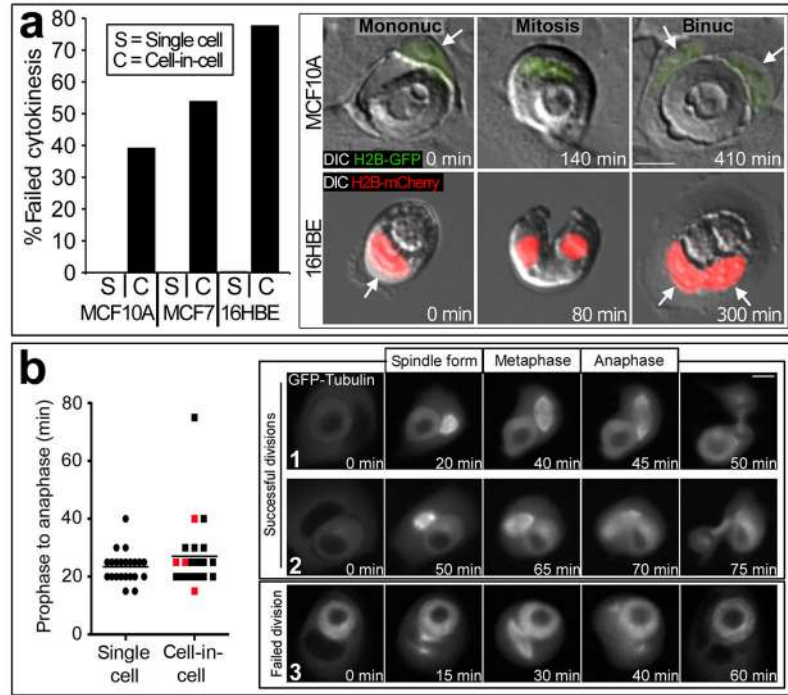 a
% Failed cytokinesis
80
70
60
50
40
30
20
10
0
S = Single cell
C = Cell-in-cell
S C S C S C
MCF10A MCF7 16HBE
Mononuc Mitosis Binuc
MCF10A
DIC H2B-GFP
0 min 140 min 410 min
16HBE
DIC H2B-mCherry
0 min 80 min 300 min
b
Prophase to anaphase (min)
80
60
40
20
0
Single cell
Cell-in-cell
Spindle form Metaphase Anaphase
Successful divisions
GFP-Tubulin
1 0 min 20 min 40 min 45 min 50 min
2 0 min 50 min 65 min 70 min 75 min
Failed division
3 0 min 15 min 30 min 40 min 60 min